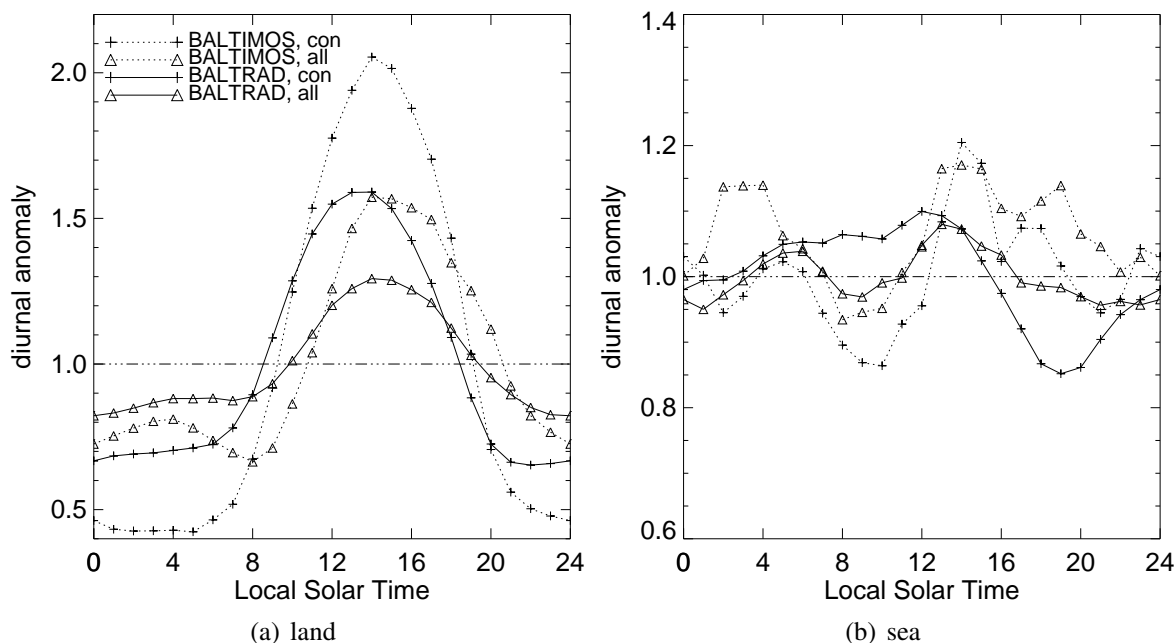 BALTIMOS, con
BALTIMOS, all
BALTRAD, con
BALTRAD, all
diurnal anomaly
2.0
1.5
1.0
0.5
0 4 8 12 16 20 24
Local Solar Time
(a) land
diurnal anomaly
1.4
1.2
1.0
0.8
0.6
0 4 8 12 16 20 24
Local Solar Time
(b) sea